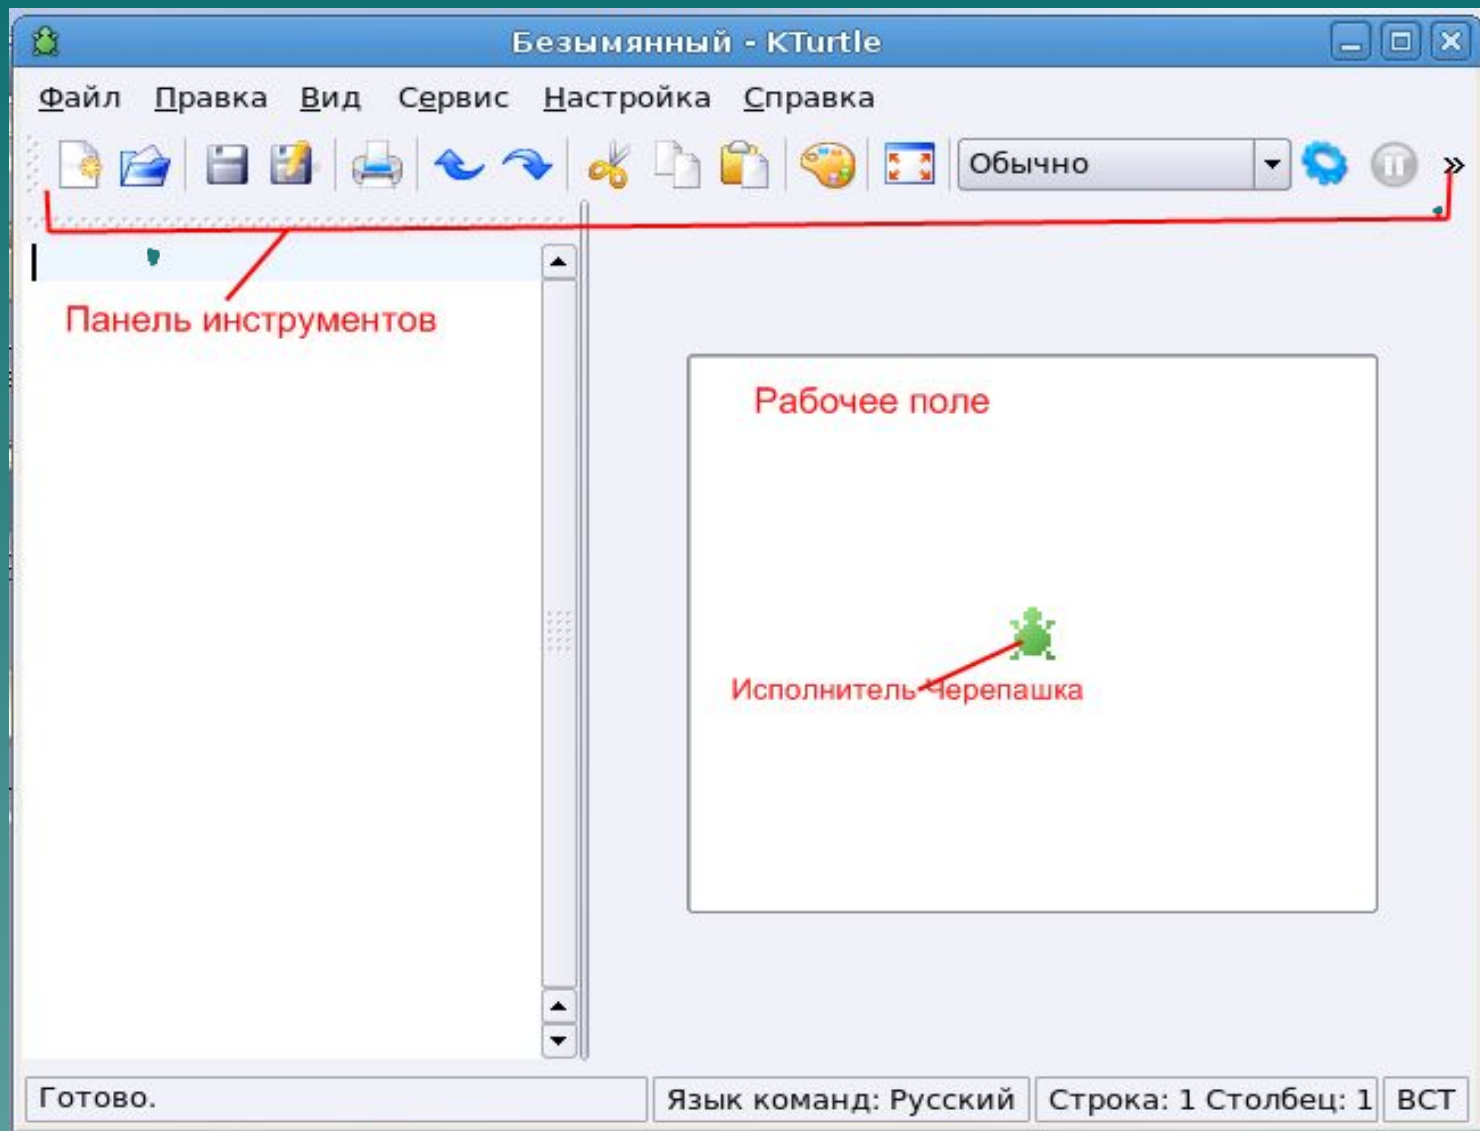 Безымянный - KTurtle
Файл Правка Вид Сервис Настройка Справка
Обычно
Панель инструментов
Рабочее поле
Исполнитель Черепашка
Готово.
Язык команд: Русский
Строка: 1 Столбец: 1
ВСТ